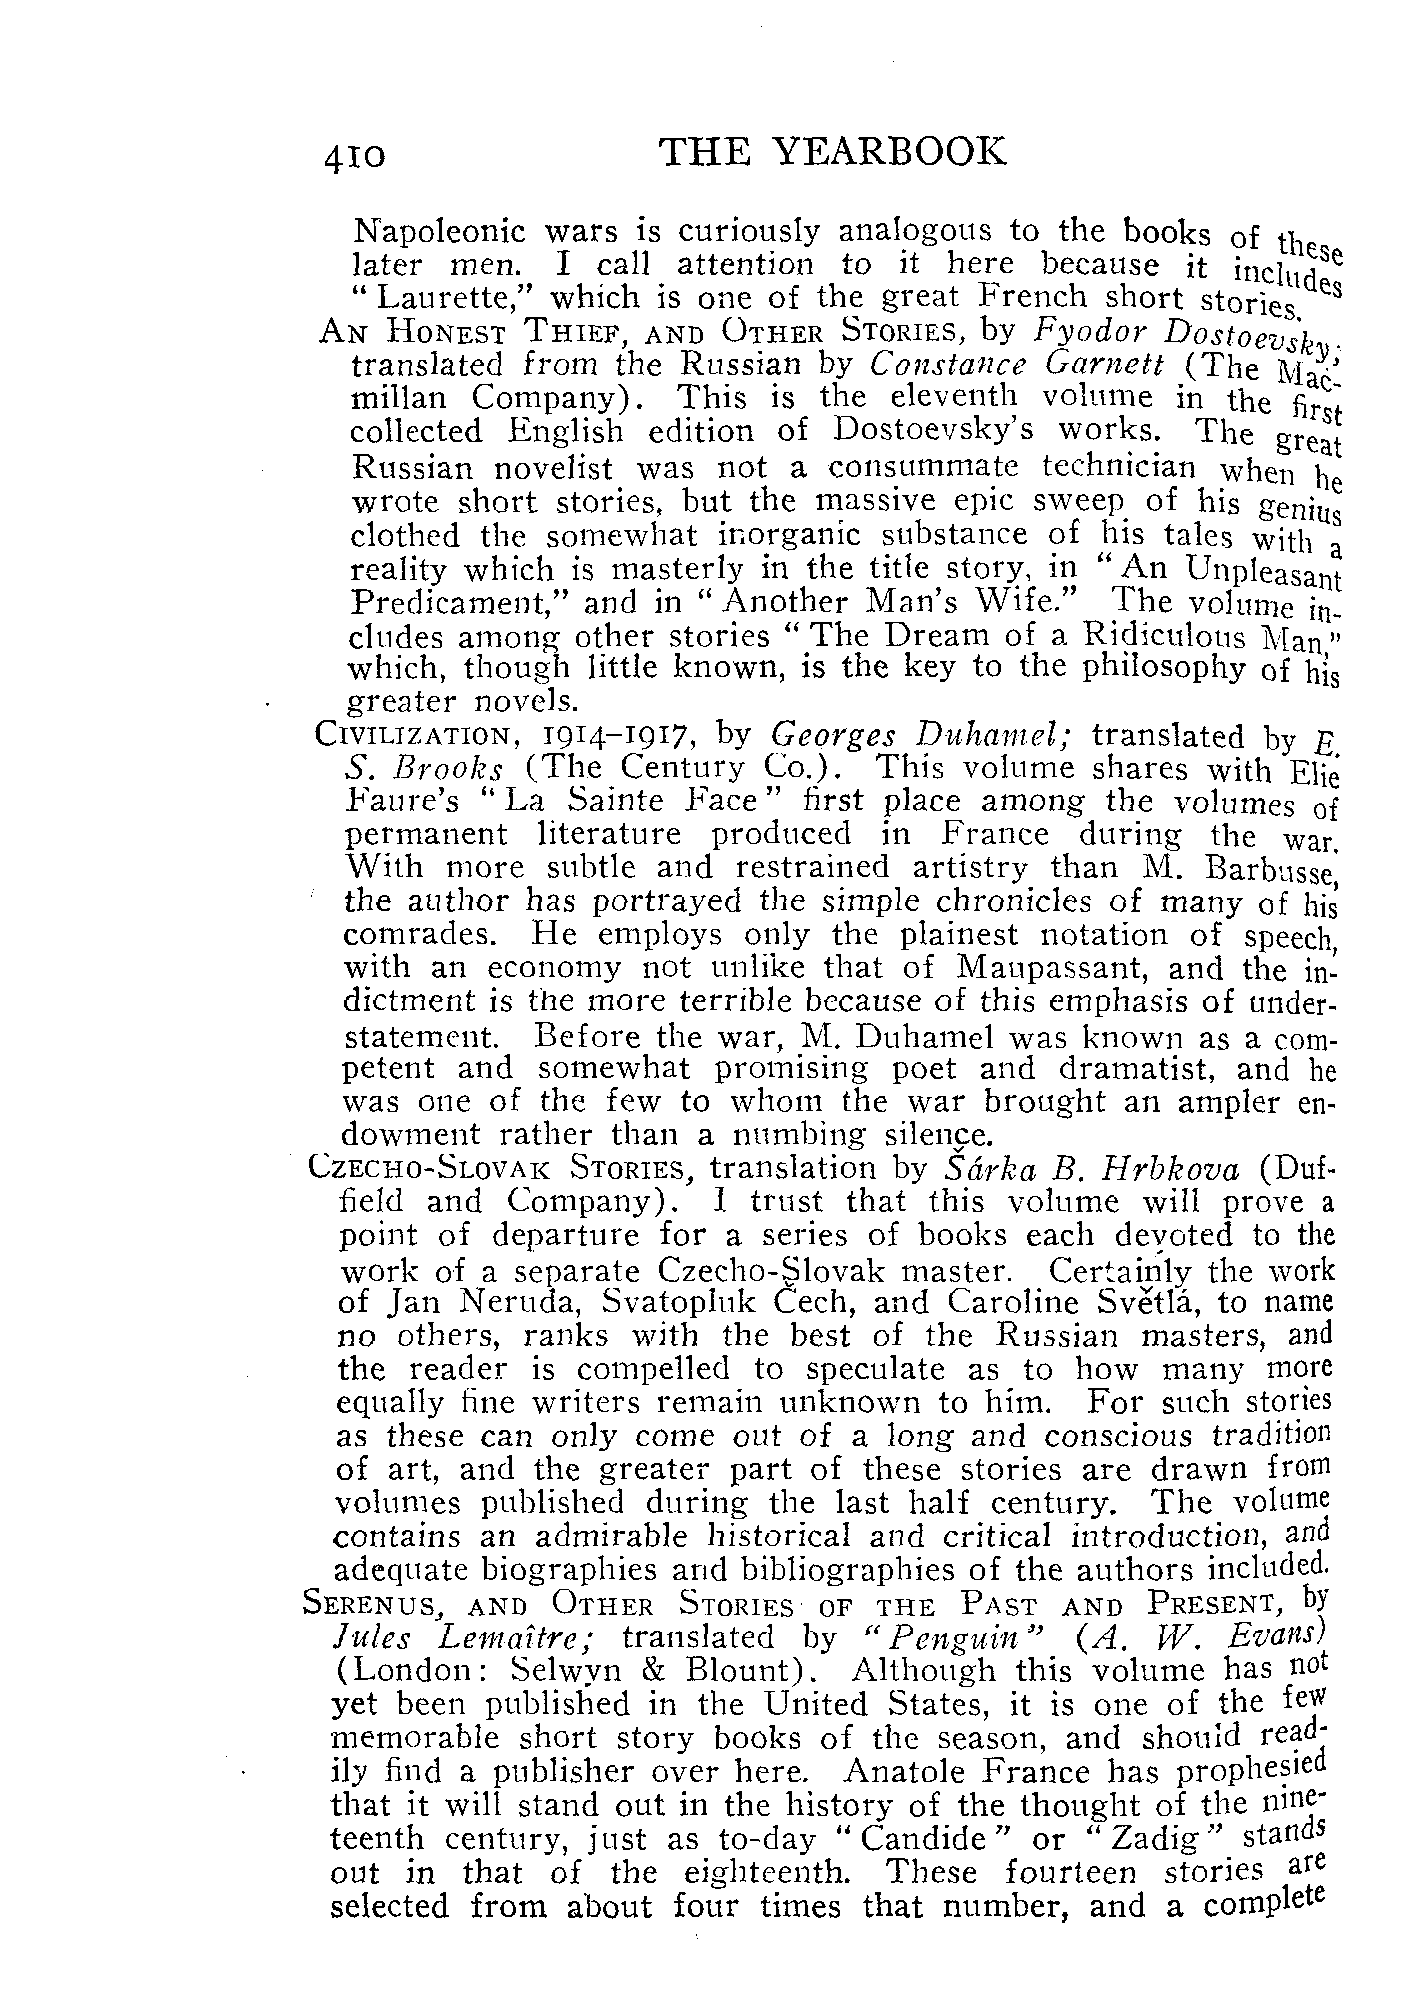 410 THE YEARBOOK
Napoleonic wars is curiously analogous to the books of these
later men. I call attention to it here because it includes
“Laurette,” which is one of the great French short stories.
AN HONEST THIEF, AND OTHER STORIES, by Fyodor Dostoevsky;
translated from the Russian by Constance Garnett (The Mac-
millan Company). This is the eleventh volume in the first
collected English edition of Dostoevsky's works. The great
Russian novelist was not a consummate technician when he
wrote short stories, but the massive epic sweep of his genius
clothed the somewhat inorganic substance of his tales with a
reality which is masterly in the title story, in “An Unpleasant
Predicament,” and in “Another Man's Wife.” The volume in-
cludes among other stories “The Dream of a Ridiculous Man,”
which, though little known, is the key to the philosophy of his
greater novels.
CIVILIZATION, 1914–1917, by Georges Duhamel; translated by E.
S. Brooks (The Century Co.). This volume shares with Elie
Faure's “La Sainte Face” first place among the volumes of
permanent literature produced in France during the war.
With more subtle and restrained artistry than M. Barbusse,
the author has portrayed the simple chronicles of many of his
comrades. He employs only the plainest notation of speech,
with an economy not unlike that of Maupassant, and the in-
dictment is the more terrible because of this emphasis of under-
statement. Before the war, M. Duhamel was known as a com-
petent and somewhat promising poet and dramatist, and he
was one of the few to whom the war brought an ampler en-
dowment rather than a numbing silence.
CZECHO-SLOVAK STORIES, translation by Šárka B. Hrbkova (Duf-
field and Company). I trust that this volume will prove a
point of departure for a series of books each devoted to the
work of a separate Czecho-Slovak master. Certainly the work
of Jan Neruda, Svatopluk Čech, and Caroline Světlá, to name
no others, ranks with the best of the Russian masters, and
the reader is compelled to speculate as to how many more
equally fine writers remain unknown to him. For such stories
as these can only come out of a long and conscious tradition
of art, and the greater part of these stories are drawn from
volumes published during the last half century. The volume
contains an admirable historical and critical introduction, and
adequate biographies and bibliographies of the authors included.
SERENUS, AND OTHER STORIES OF THE PAST AND PRESENT, by
Jules Lemaître; translated by “Penguin” (A. W. Evans)
(London: Selwyn & Blount). Although this volume has not
yet been published in the United States, it is one of the few
memorable short story books of the season, and should read-
ily find a publisher over here. Anatole France has prophesied
that it will stand out in the history of the thought of the nine-
teenth century, just as to-day “Candide” or “Zadig” stands
out in that of the eighteenth. These fourteen stories are
selected from about four times that number, and a complete